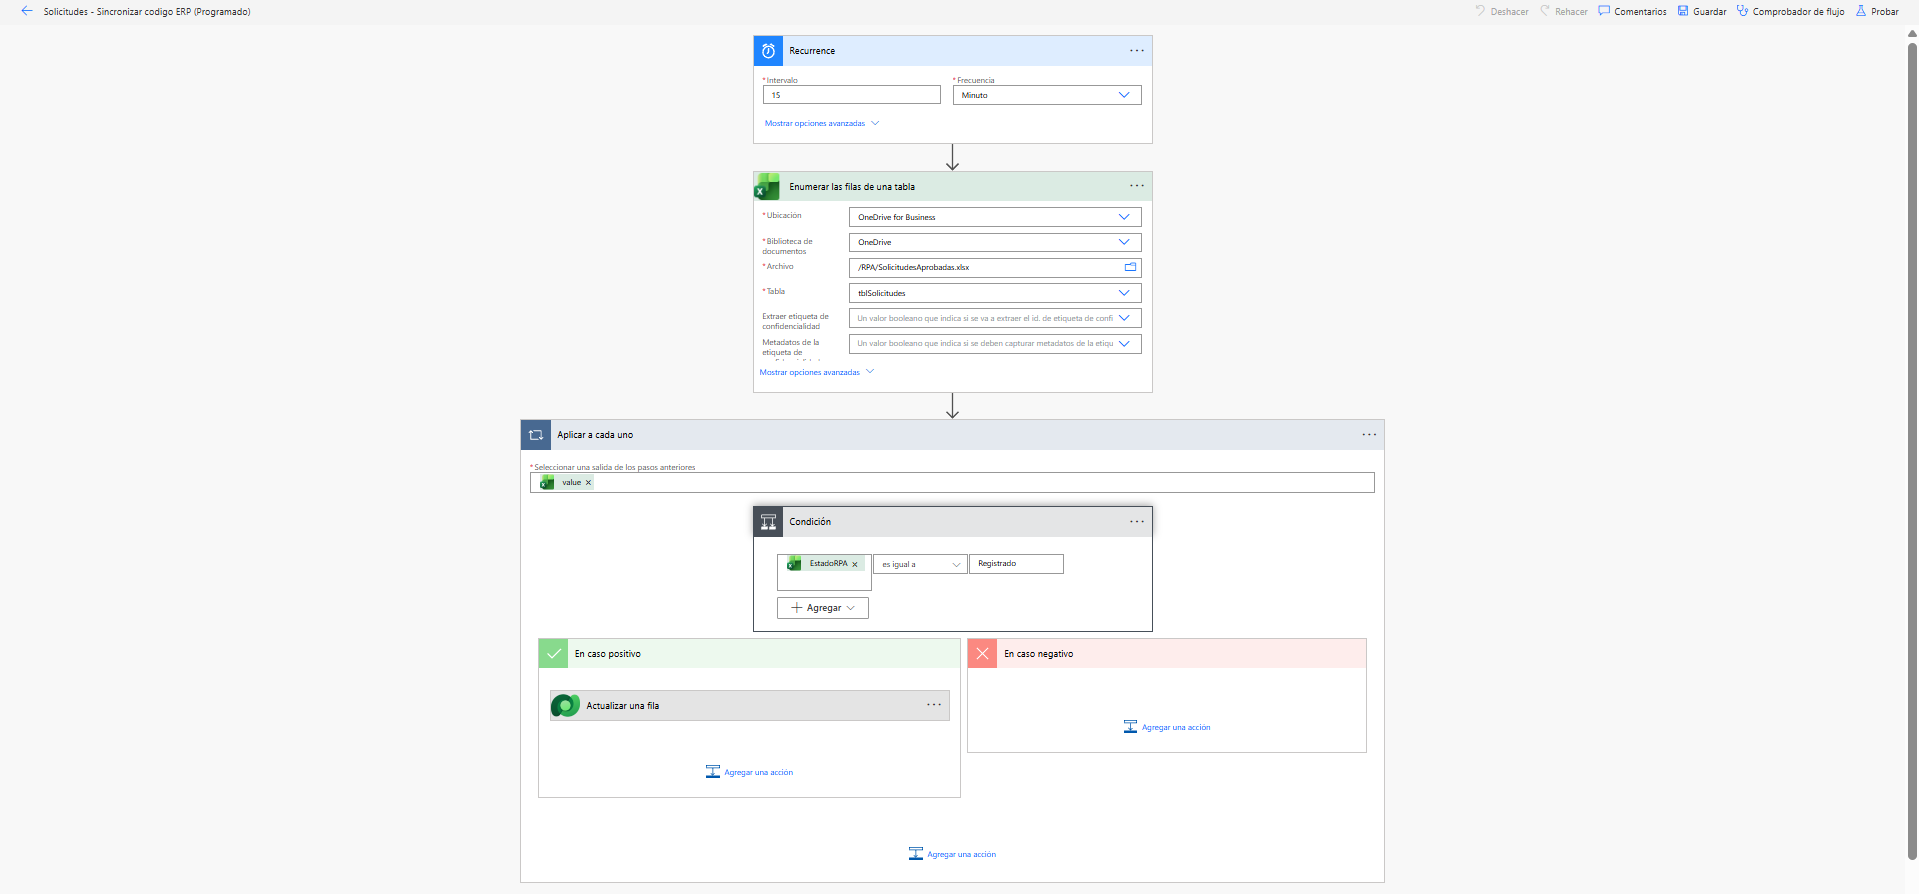 Solicitudes - Sincronizar codigo ERP (Programado)
Deshacer Rehacer Comentarios Guardar Comprobador de flujo Probar
Recurrence
* Intervalo
* Frecuencia
15
Minuto
Mostrar opciones avanzadas
Enumerar las filas de una tabla
* Ubicación
OneDrive for Business
* Biblioteca de documentos
OneDrive
* Archivo
/RPA/SolicitudesAprobadas.xlsx
* Tabla
tblSolicitudes
Extraer etiqueta de confidencialidad
Un valor booleano que indica si se va a extraer el id. de etiqueta de confi
Metadatos de la etiqueta de
Un valor booleano que indica si se deben capturar metadatos de la etiqu
Mostrar opciones avanzadas
Aplicar a cada uno
* Seleccionar una salida de los pasos anteriores
value
Condición
EstadoRPA
es igual a
Registrado
Agregar
En caso positivo
En caso negativo
Actualizar una fila
Agregar una acción
Agregar una acción
Agregar una acción